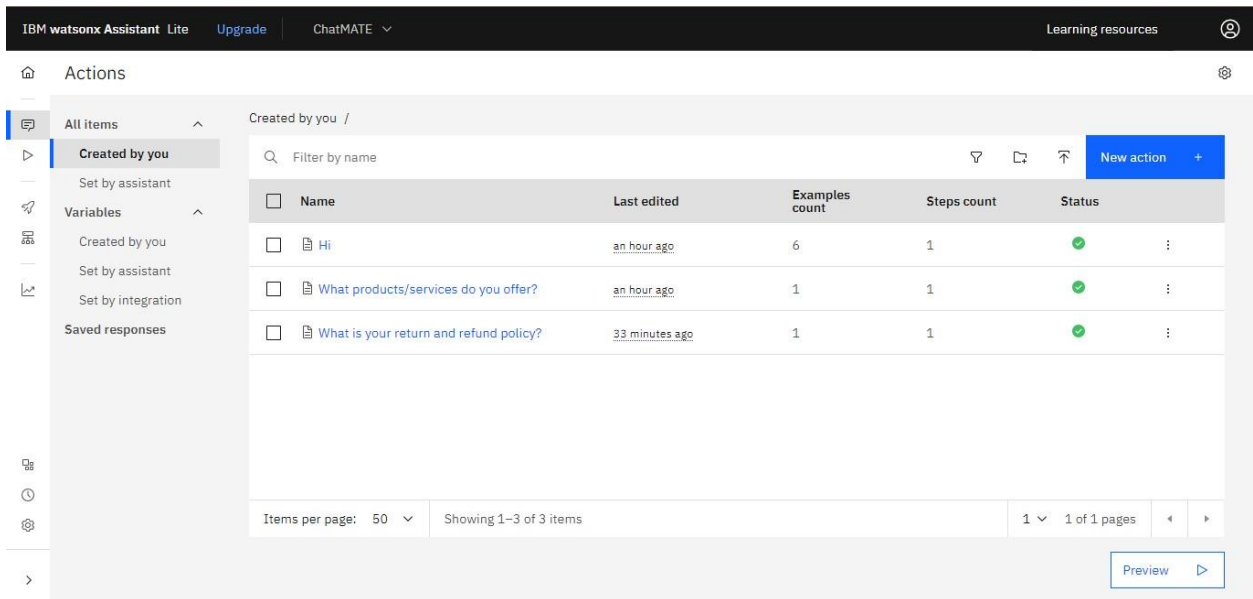 IBM watsonx Assistant Lite Upgrade ChatMATE Learning resources
Actions
All items
Created by you
Set by assistant
Variables
Created by you
Set by assistant
Set by integration
Saved responses
Created by you /
Filter by name
New action +
Name Last edited Examples count Steps count Status
Hi an hour ago 6 1
What products/services do you offer? an hour ago 1 1
What is your return and refund policy? 33 minutes ago 1 1
Items per page: 50 Showing 1–3 of 3 items 1 1 of 1 pages
Preview